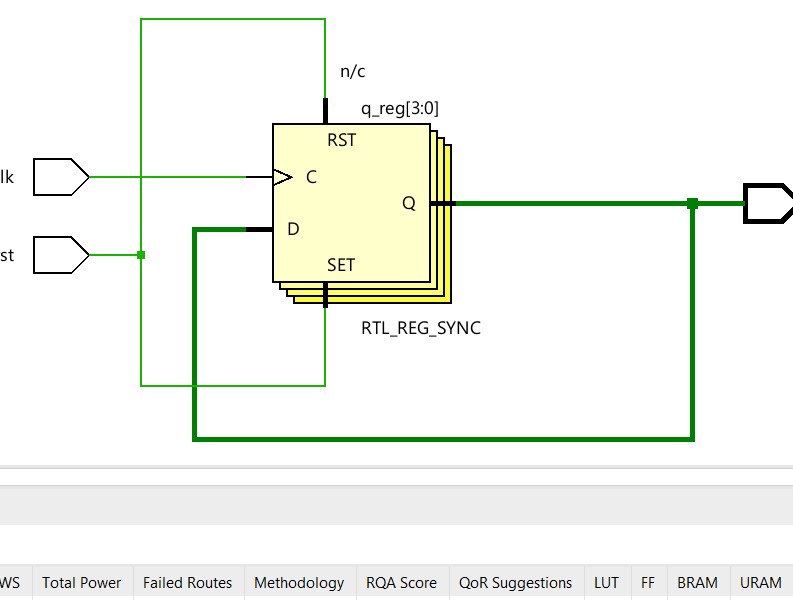 n/c
q_reg[3:0]
RST
lk
C
Q
D
st
SET
RTL_REG_SYNC
WS Total Power Failed Routes Methodology RQA Score QoR Suggestions LUT FF BRAM URAM